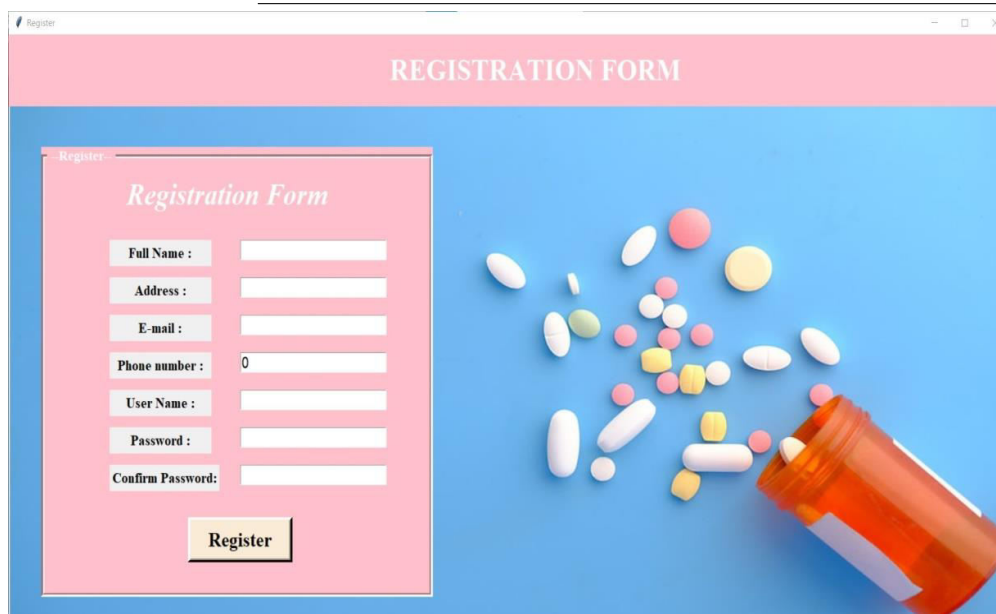 Register
REGISTRATION FORM
--Register--
Registration Form
Full Name :
Address :
E-mail :
Phone number :
0
User Name :
Password :
Confirm Password:
Register